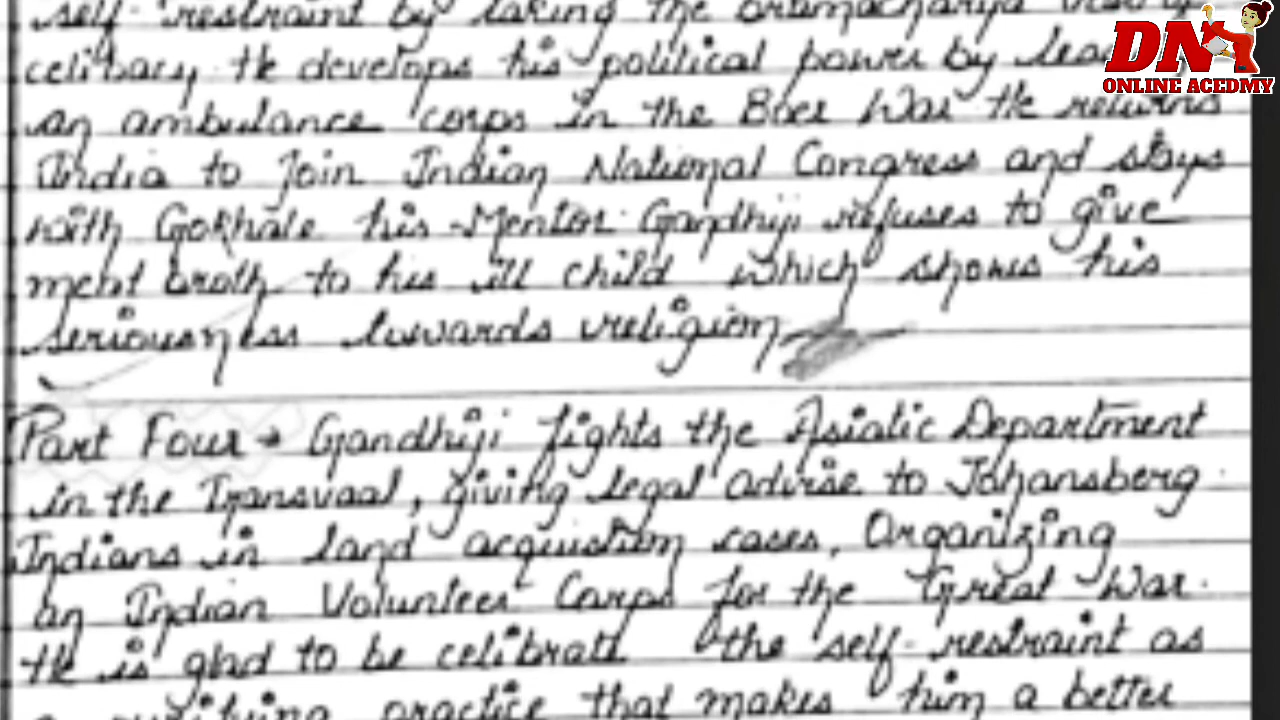 self-restraint by taking the
celibacy. He develops his political power by
an ambulance corps in the Boer War He returns
India to Join Indian National Congress and stays
with Gokhale his Mentor. Gandhiji refuses to give
meat broth to his ill child which shows his
seriousness towards religion
Part Four → Gandhiji fights the Asiatic Department
in the Transvaal, giving legal advise to Johansberg
Indians in land acquistion cases, Organizing
an Indian Volunteer Corps for the Great War.
He is glad to be celibrate the self-restraint as
practice that makes him a better
DNA
ONLINE ACEDMY